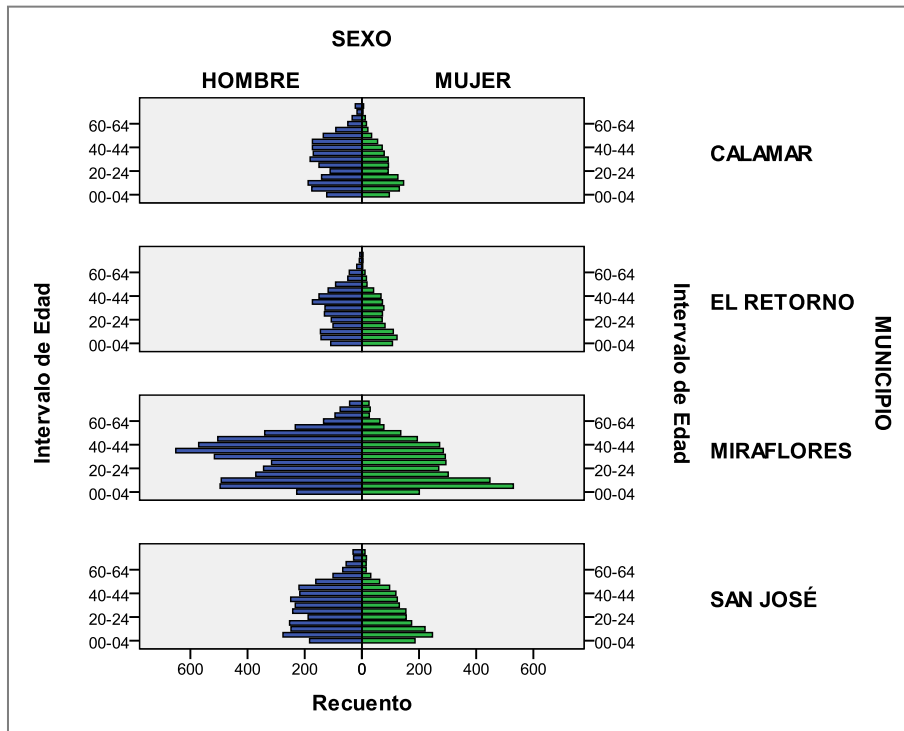 SEXO
HOMBRE MUJER
60-64 60-64
40-44 40-44
20-24 20-24
00-04 00-04
CALAMAR
60-64 60-64
40-44 40-44
20-24 20-24
00-04 00-04
EL RETORNO
60-64 60-64
40-44 40-44
20-24 20-24
00-04 00-04
MIRAFLORES
60-64 60-64
40-44 40-44
20-24 20-24
00-04 00-04
SAN JOSÉ
Intervalo de Edad
Intervalo de Edad
MUNICIPIO
600 400 200 0 200 400 600
Recuento